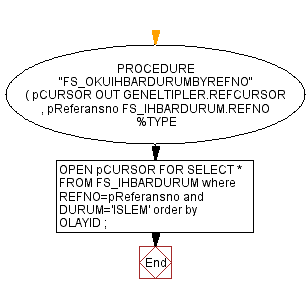 PROCEDURE
"FS_OKUIHBARDURUMBYREFNO"
( pCURSOR OUT GENELTIPLER.REFCURSOR
, pReferansno FS_IHBARDURUM.REFNO
%TYPE
OPEN pCURSOR FOR SELECT *
FROM FS_IHBARDURUM where
REFNO=pReferansno and
DURUM='ISLEM' order by
OLAYID ;
End